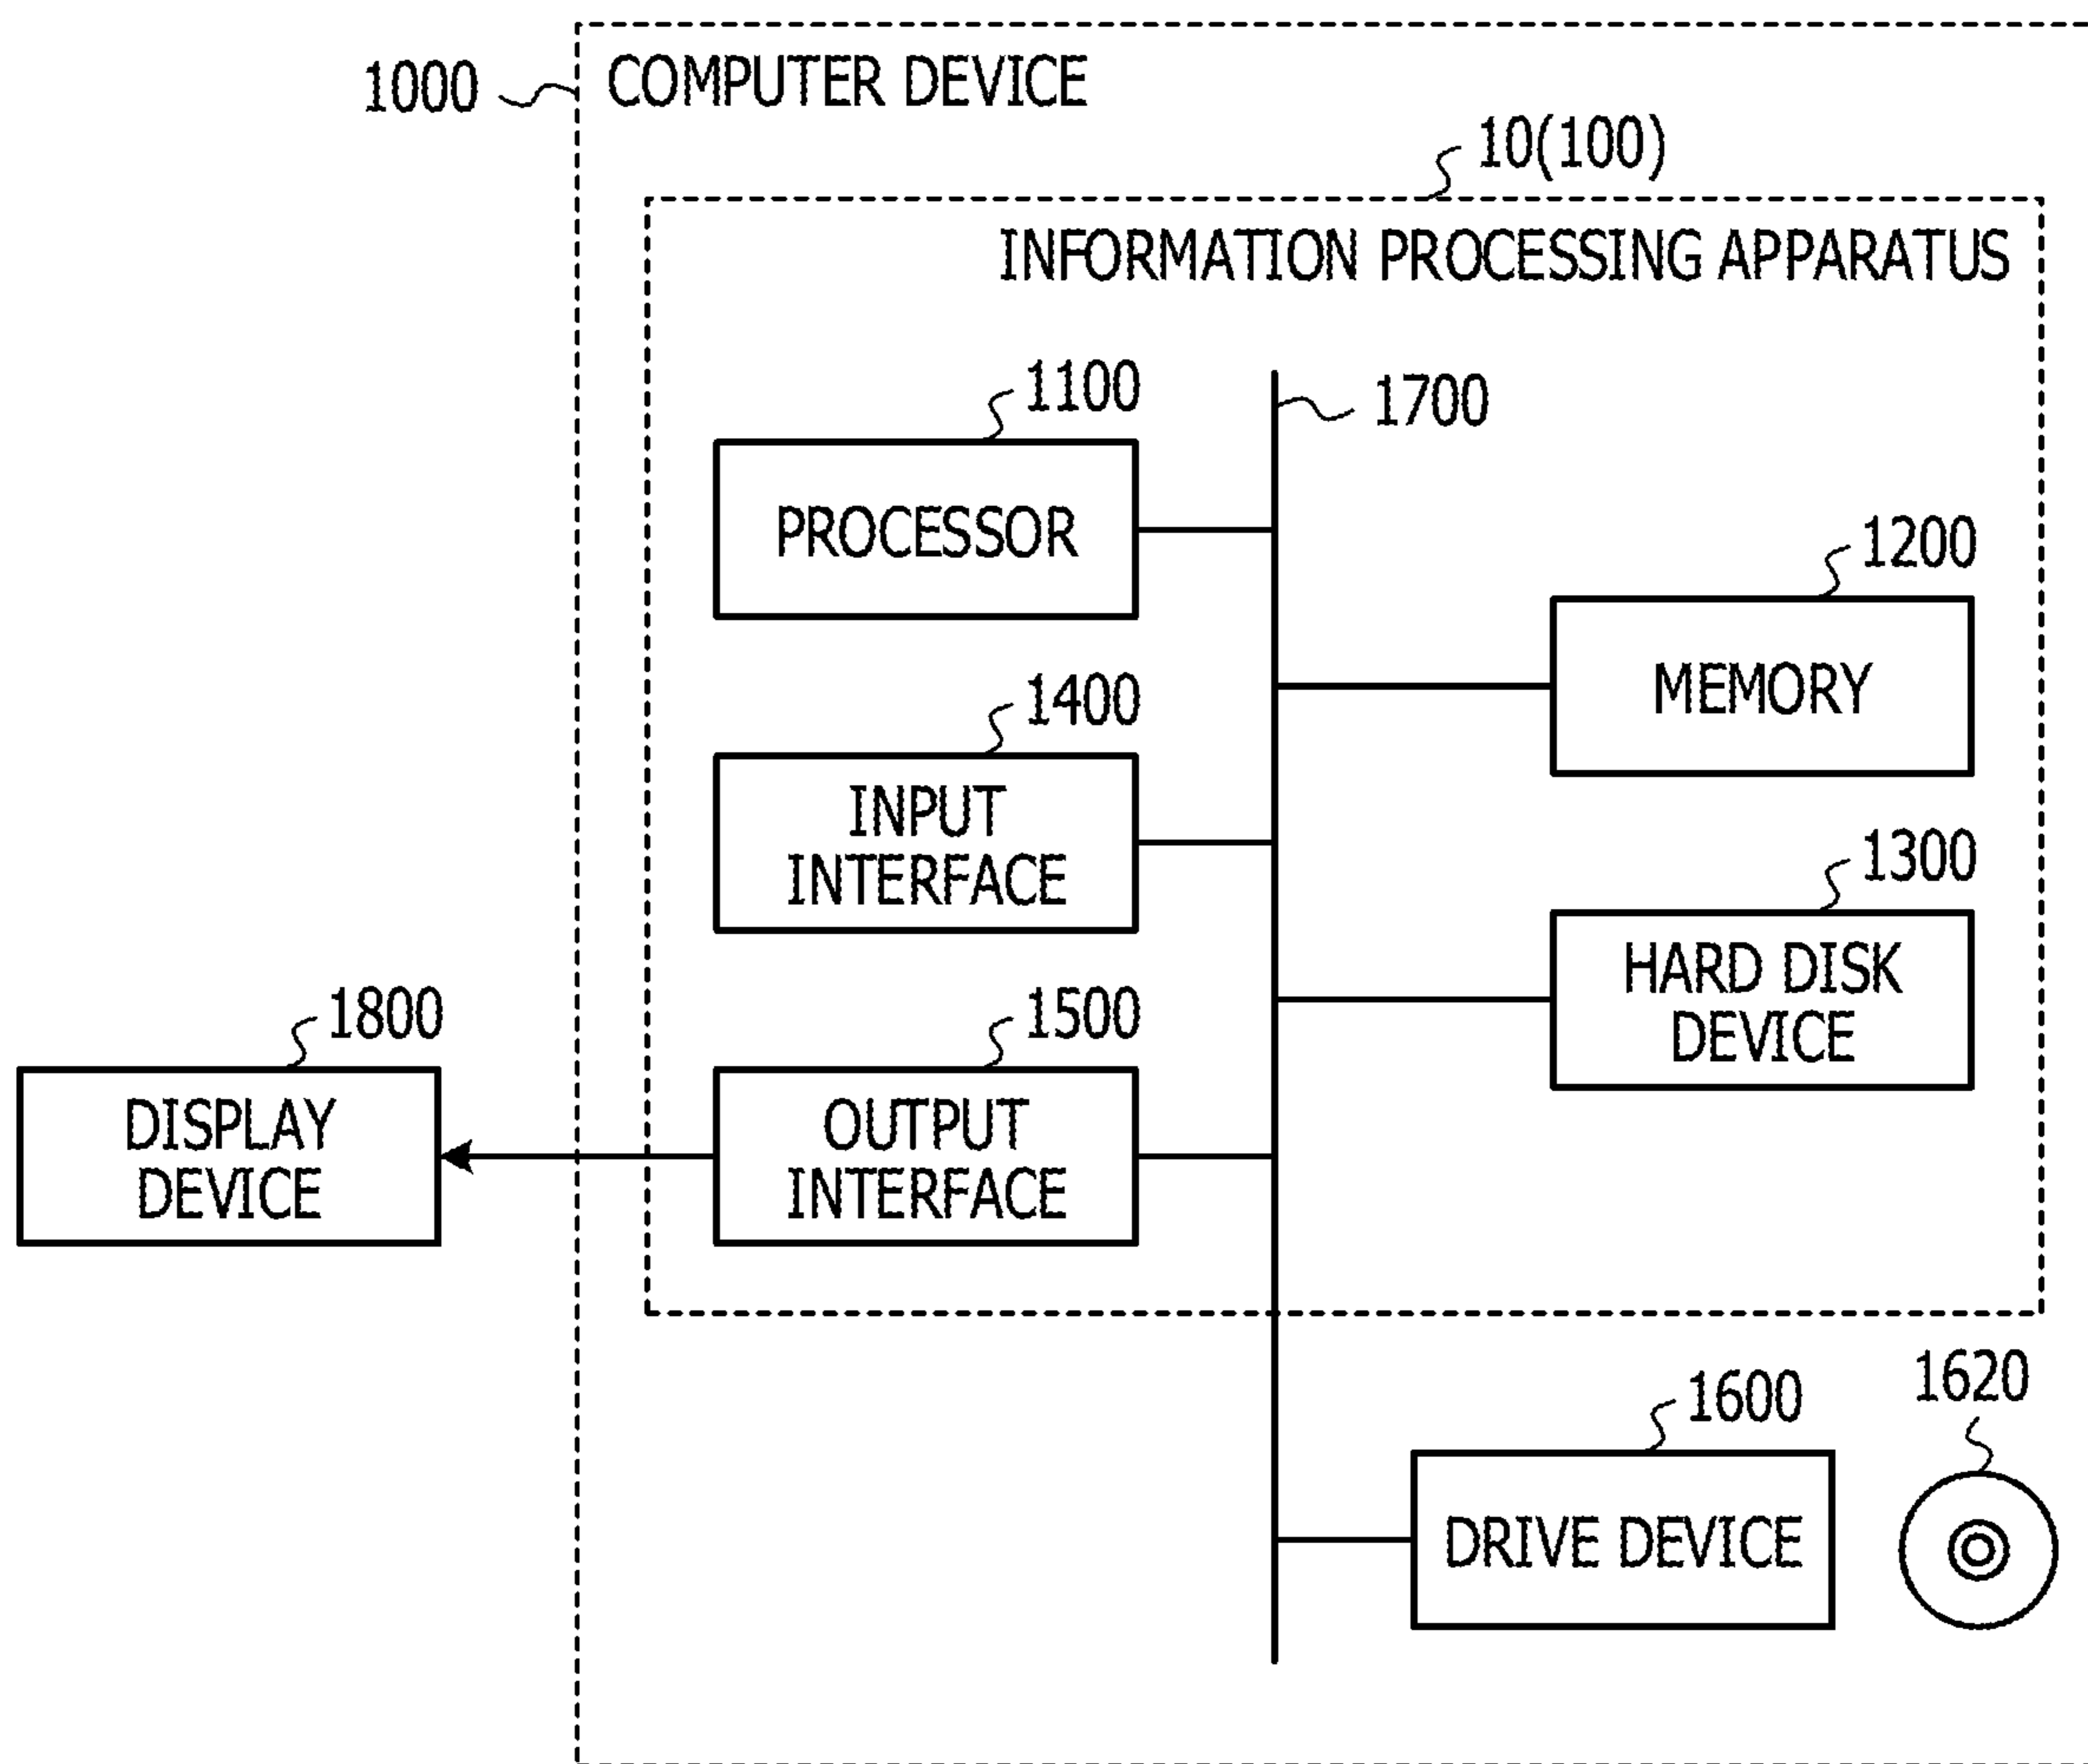 1000
COMPUTER DEVICE
10(100)
INFORMATION PROCESSING APPARATUS
1100
1700
PROCESSOR
1200
MEMORY
1400
INPUT
INTERFACE
1300
HARD DISK
DEVICE
1800
DISPLAY
DEVICE
1500
OUTPUT
INTERFACE
1600
DRIVE DEVICE
1620